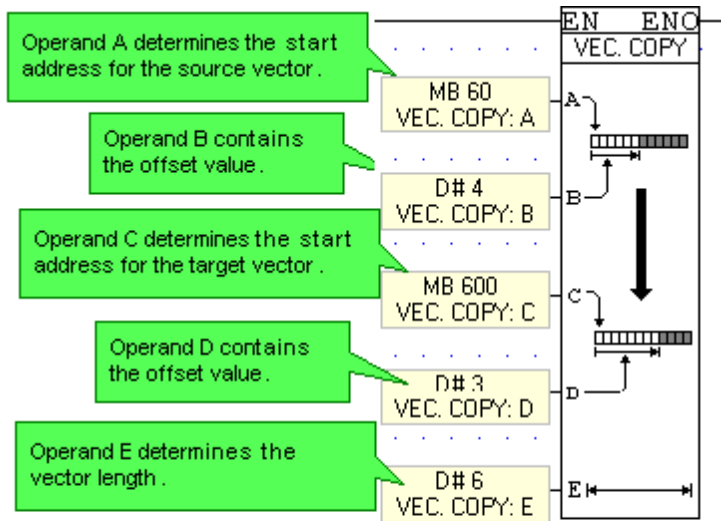 Operand A determines the start
address for the source vector.
EN ENO
VEC. COPY
MB 60
VEC. COPY: A
A
Operand B contains
the offset value.
D# 4
VEC. COPY: B
B
Operand C determines the start
address for the target vector.
MB 600
VEC. COPY: C
C
Operand D contains
the offset value.
D# 3
VEC. COPY: D
D
Operand E determines the
vector length.
D# 6
VEC. COPY: E
E